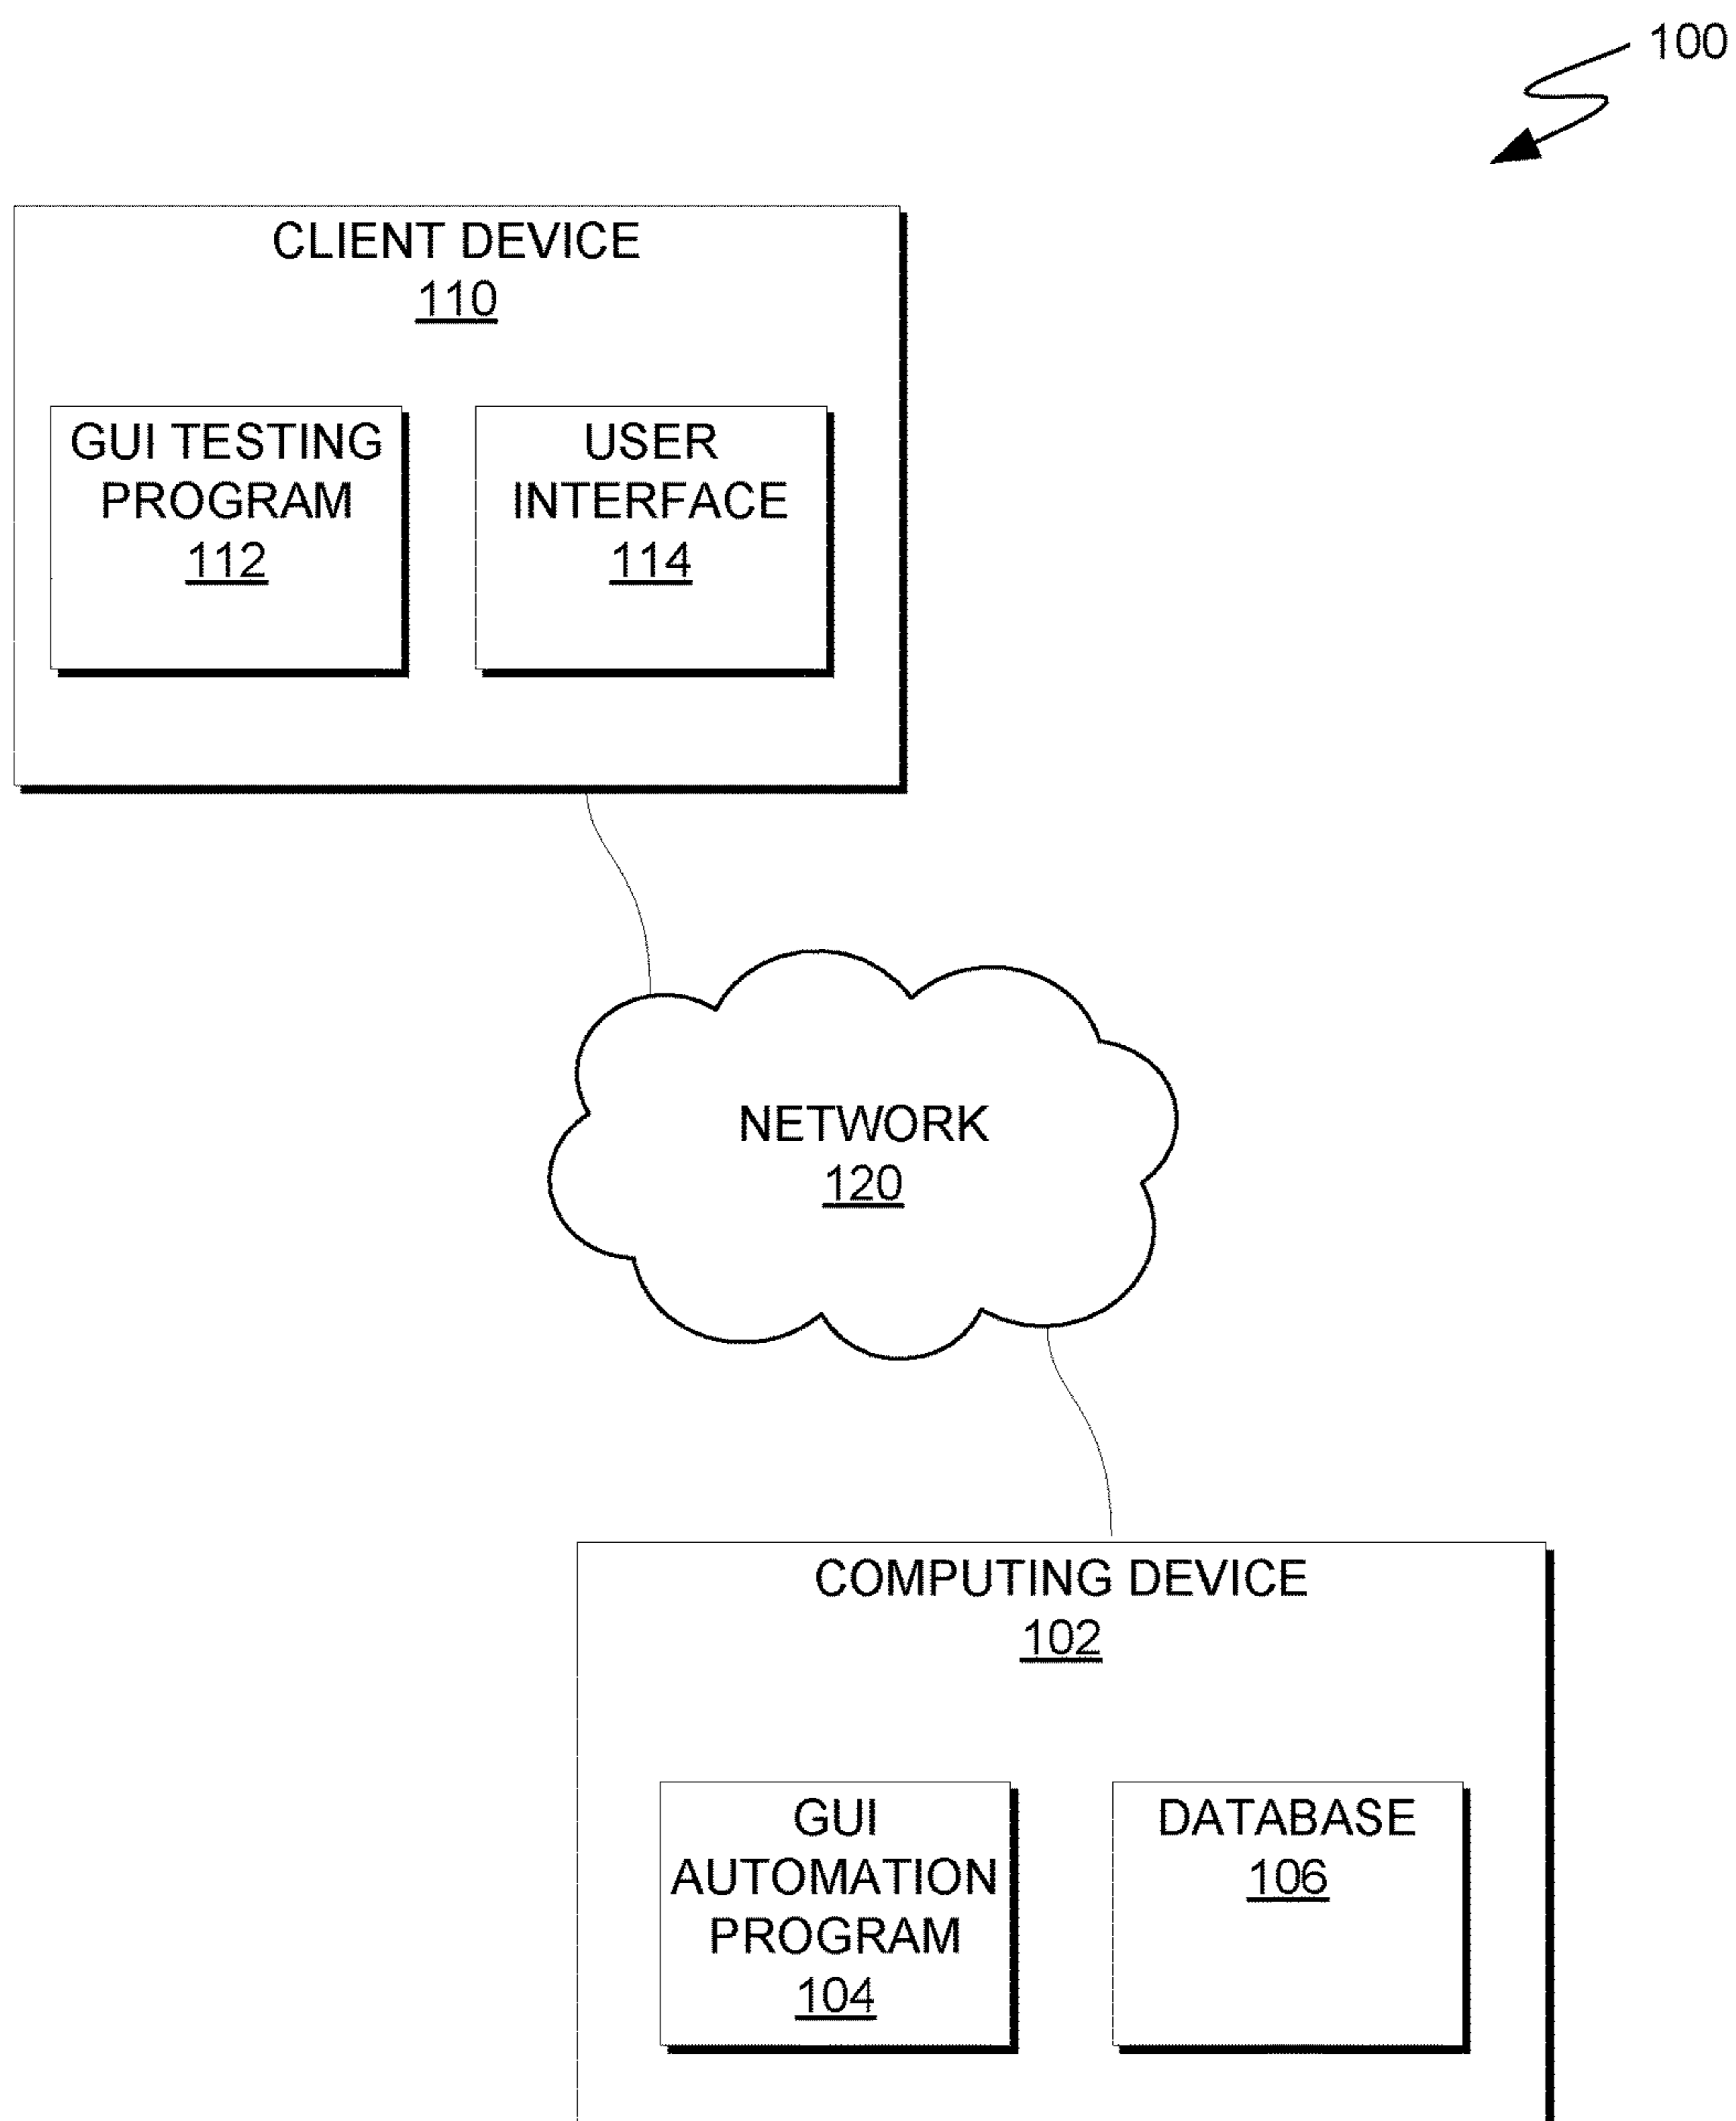 100
CLIENT DEVICE
110
GUI TESTING
PROGRAM
112
USER
INTERFACE
114
NETWORK
120
COMPUTING DEVICE
102
GUI
AUTOMATION
PROGRAM
104
DATABASE
106